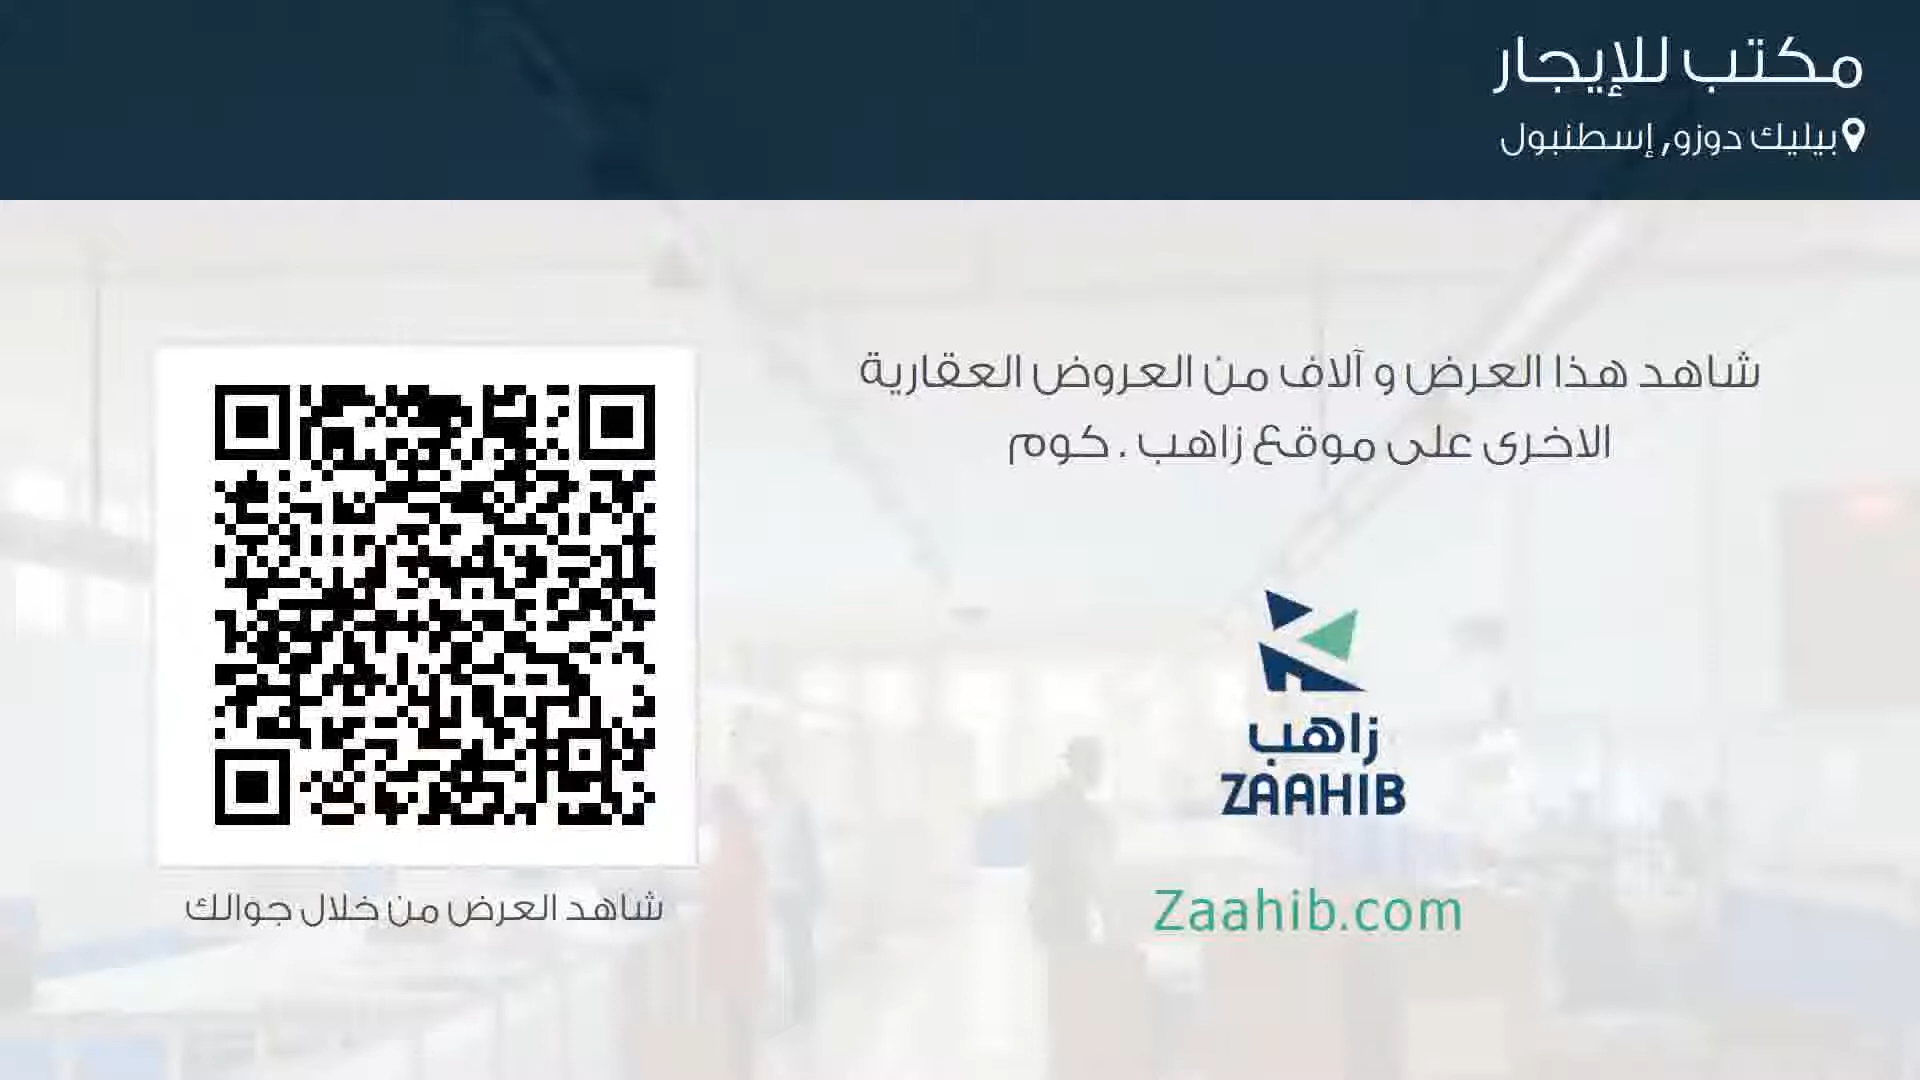 مكتب للإيجار
بيليك دوزو, إسطنبول
شاهد هذا العرض و آلاف من العروض العقارية
الاخرى على موقع زاهب . كوم
زاهب
ZAAHIB
Zaahib.com
شاهد العرض من خلال جوالك